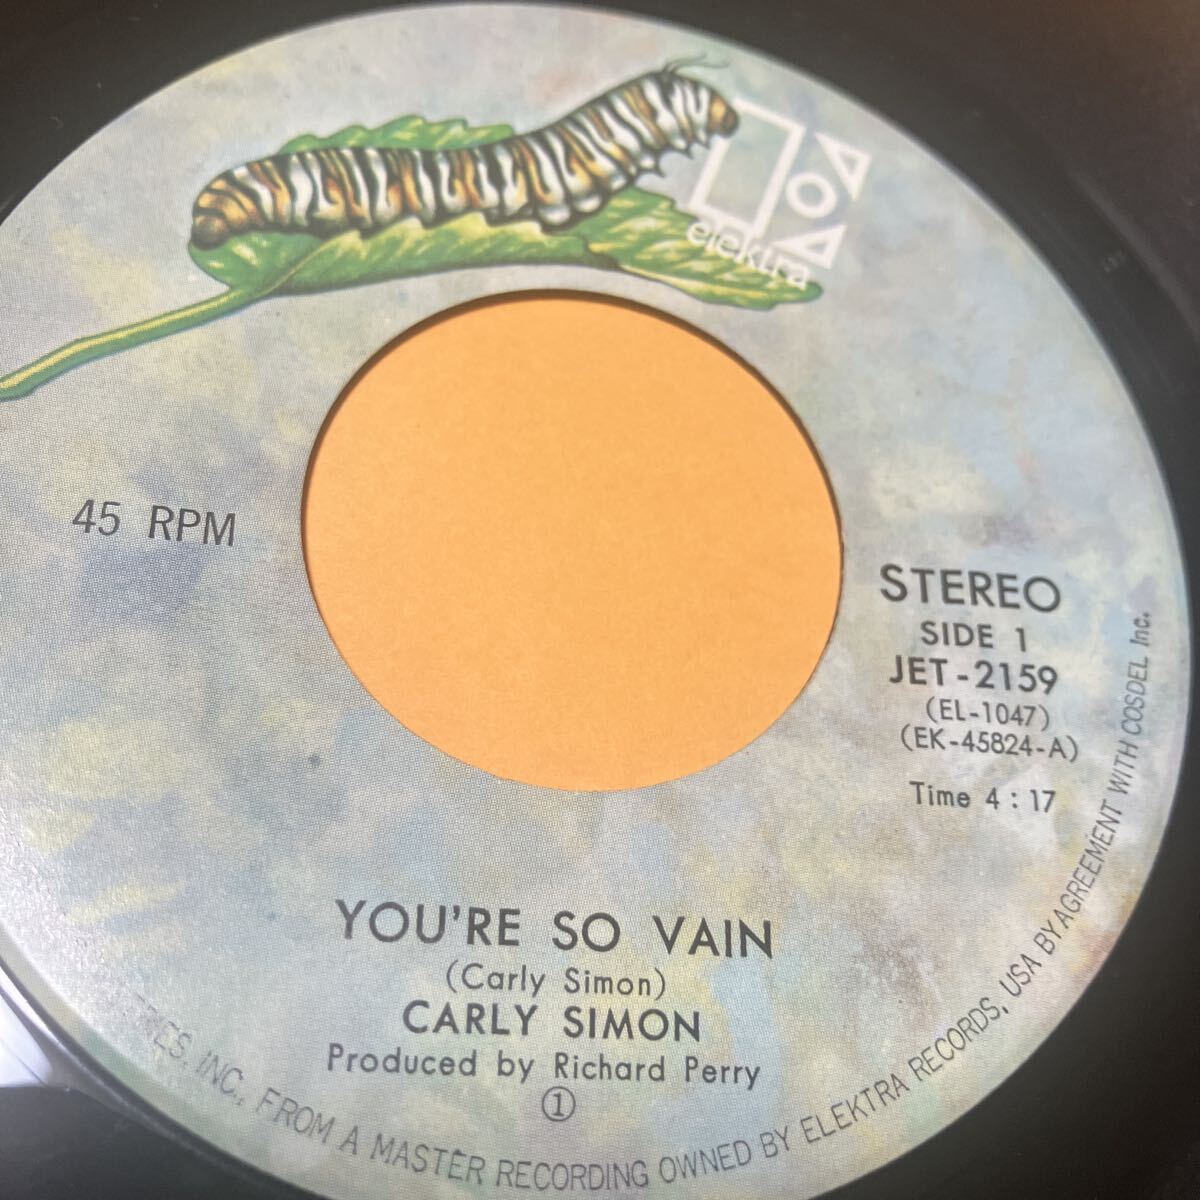 elektra
45 RPM
STEREO
SIDE 1
JET-2159
(EL-1047)
(EK-45824-A)
Time 4 : 17
YOU'RE SO VAIN
(Carly Simon)
CARLY SIMON
Produced by Richard Perry
①
INC., FROM A MASTER RECORDING OWNED BY ELEKTRA RECORDS, USA BY AGREEMENT WITH COSDEL Inc.